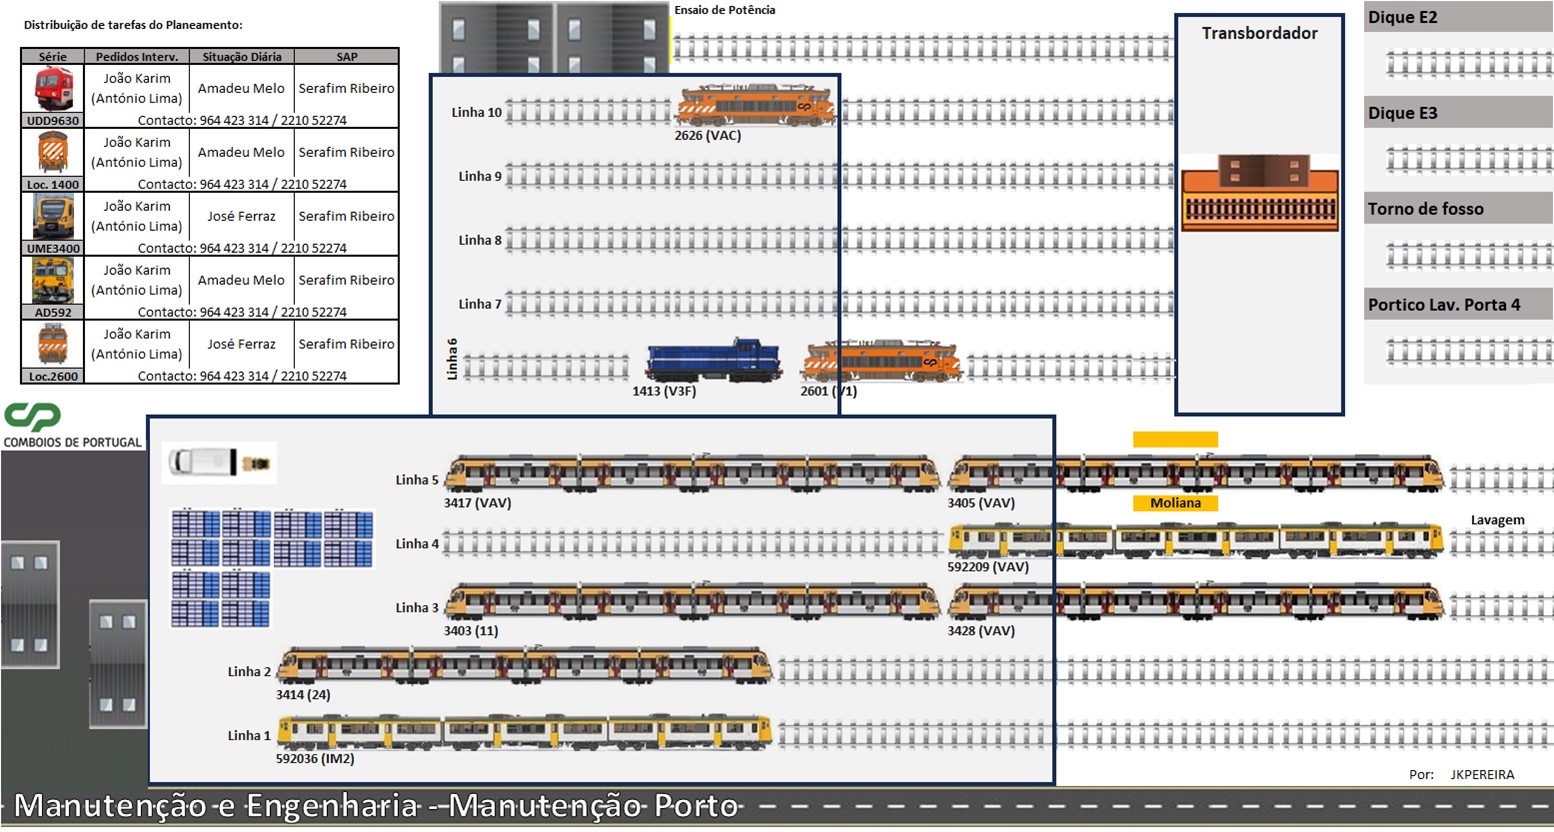 Distribuição de tarefas do Planeamento:
Série Pedidos Interv. Situação Diária SAP
João Karim
(António Lima) Amadeu Melo Serafim Ribeiro
UDD9630 Contacto: 964 423 314 / 2210 52274
João Karim
(António Lima) Amadeu Melo Serafim Ribeiro
Loc. 1400 Contacto: 964 423 314 / 2210 52274
João Karim
(António Lima) José Ferraz Serafim Ribeiro
UME3400 Contacto: 964 423 314 / 2210 52274
João Karim
(António Lima) Amadeu Melo Serafim Ribeiro
AD592 Contacto: 964 423 314 / 2210 52274
João Karim
(António Lima) José Ferraz Serafim Ribeiro
Loc.2600 Contacto: 964 423 314 / 2210 52274
CP
COMBOIOS DE PORTUGAL
Ensaio de Potência
Linha 10
2626 (VAC)
Linha 9
Linha 8
Linha 7
Linha 6
1413 (V3F)
2601 (V1)
Transbordador
Dique E2
Dique E3
Torno de fosso
Portico Lav. Porta 4
Linha 5
3417 (VAV)
3405 (VAV)
Moliana
Lavagem
Linha 4
592209 (VAV)
Linha 3
3403 (11)
3428 (VAV)
Linha 2
3414 (24)
Linha 1
592036 (IM2)
Por: JKPEREIRA
Manutenção e Engenharia - Manutenção Porto